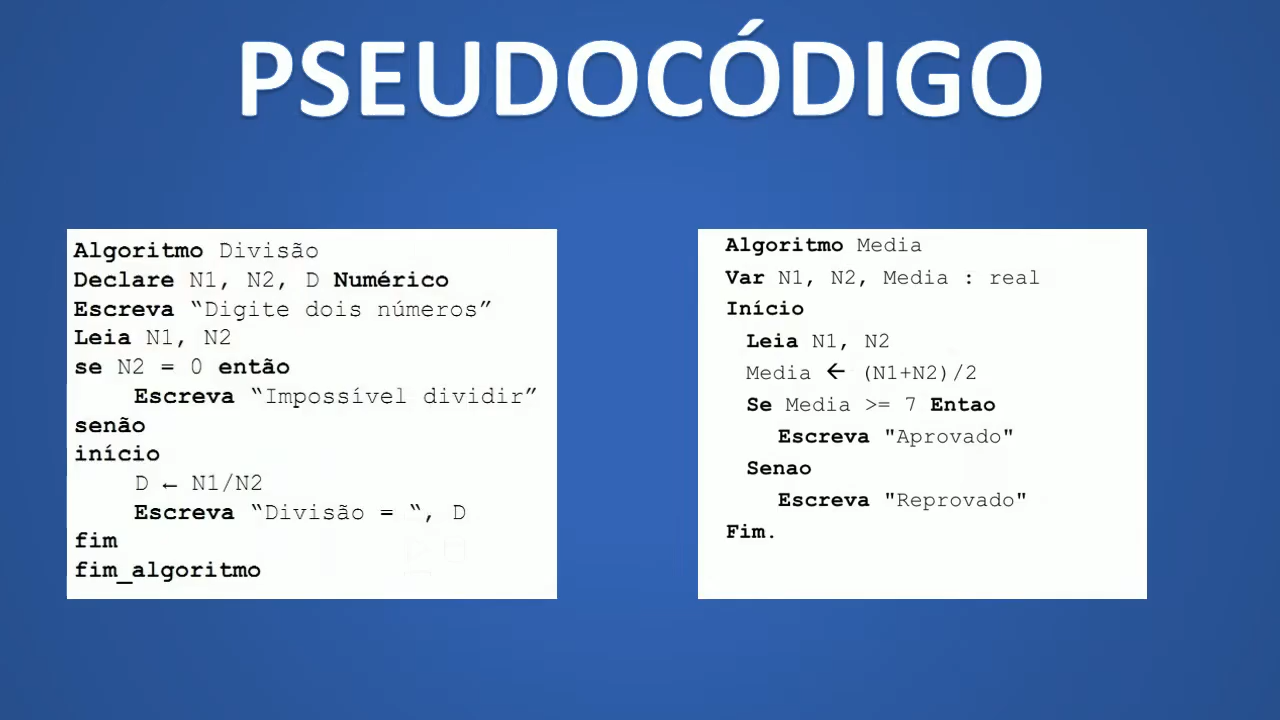 PSEUDOCÓDIGO
Algoritmo Divisão
Declare N1, N2, D Numérico
Escreva “Digite dois números”
Leia N1, N2
se N2 = 0 então
Escreva “Impossível dividir”
senão
início
D ← N1/N2
Escreva “Divisão = “, D
fim
fim_algoritmo
Algoritmo Media
Var N1, N2, Media : real
Início
Leia N1, N2
Media ← (N1+N2)/2
Se Media >= 7 Entao
Escreva "Aprovado"
Senao
Escreva "Reprovado"
Fim.